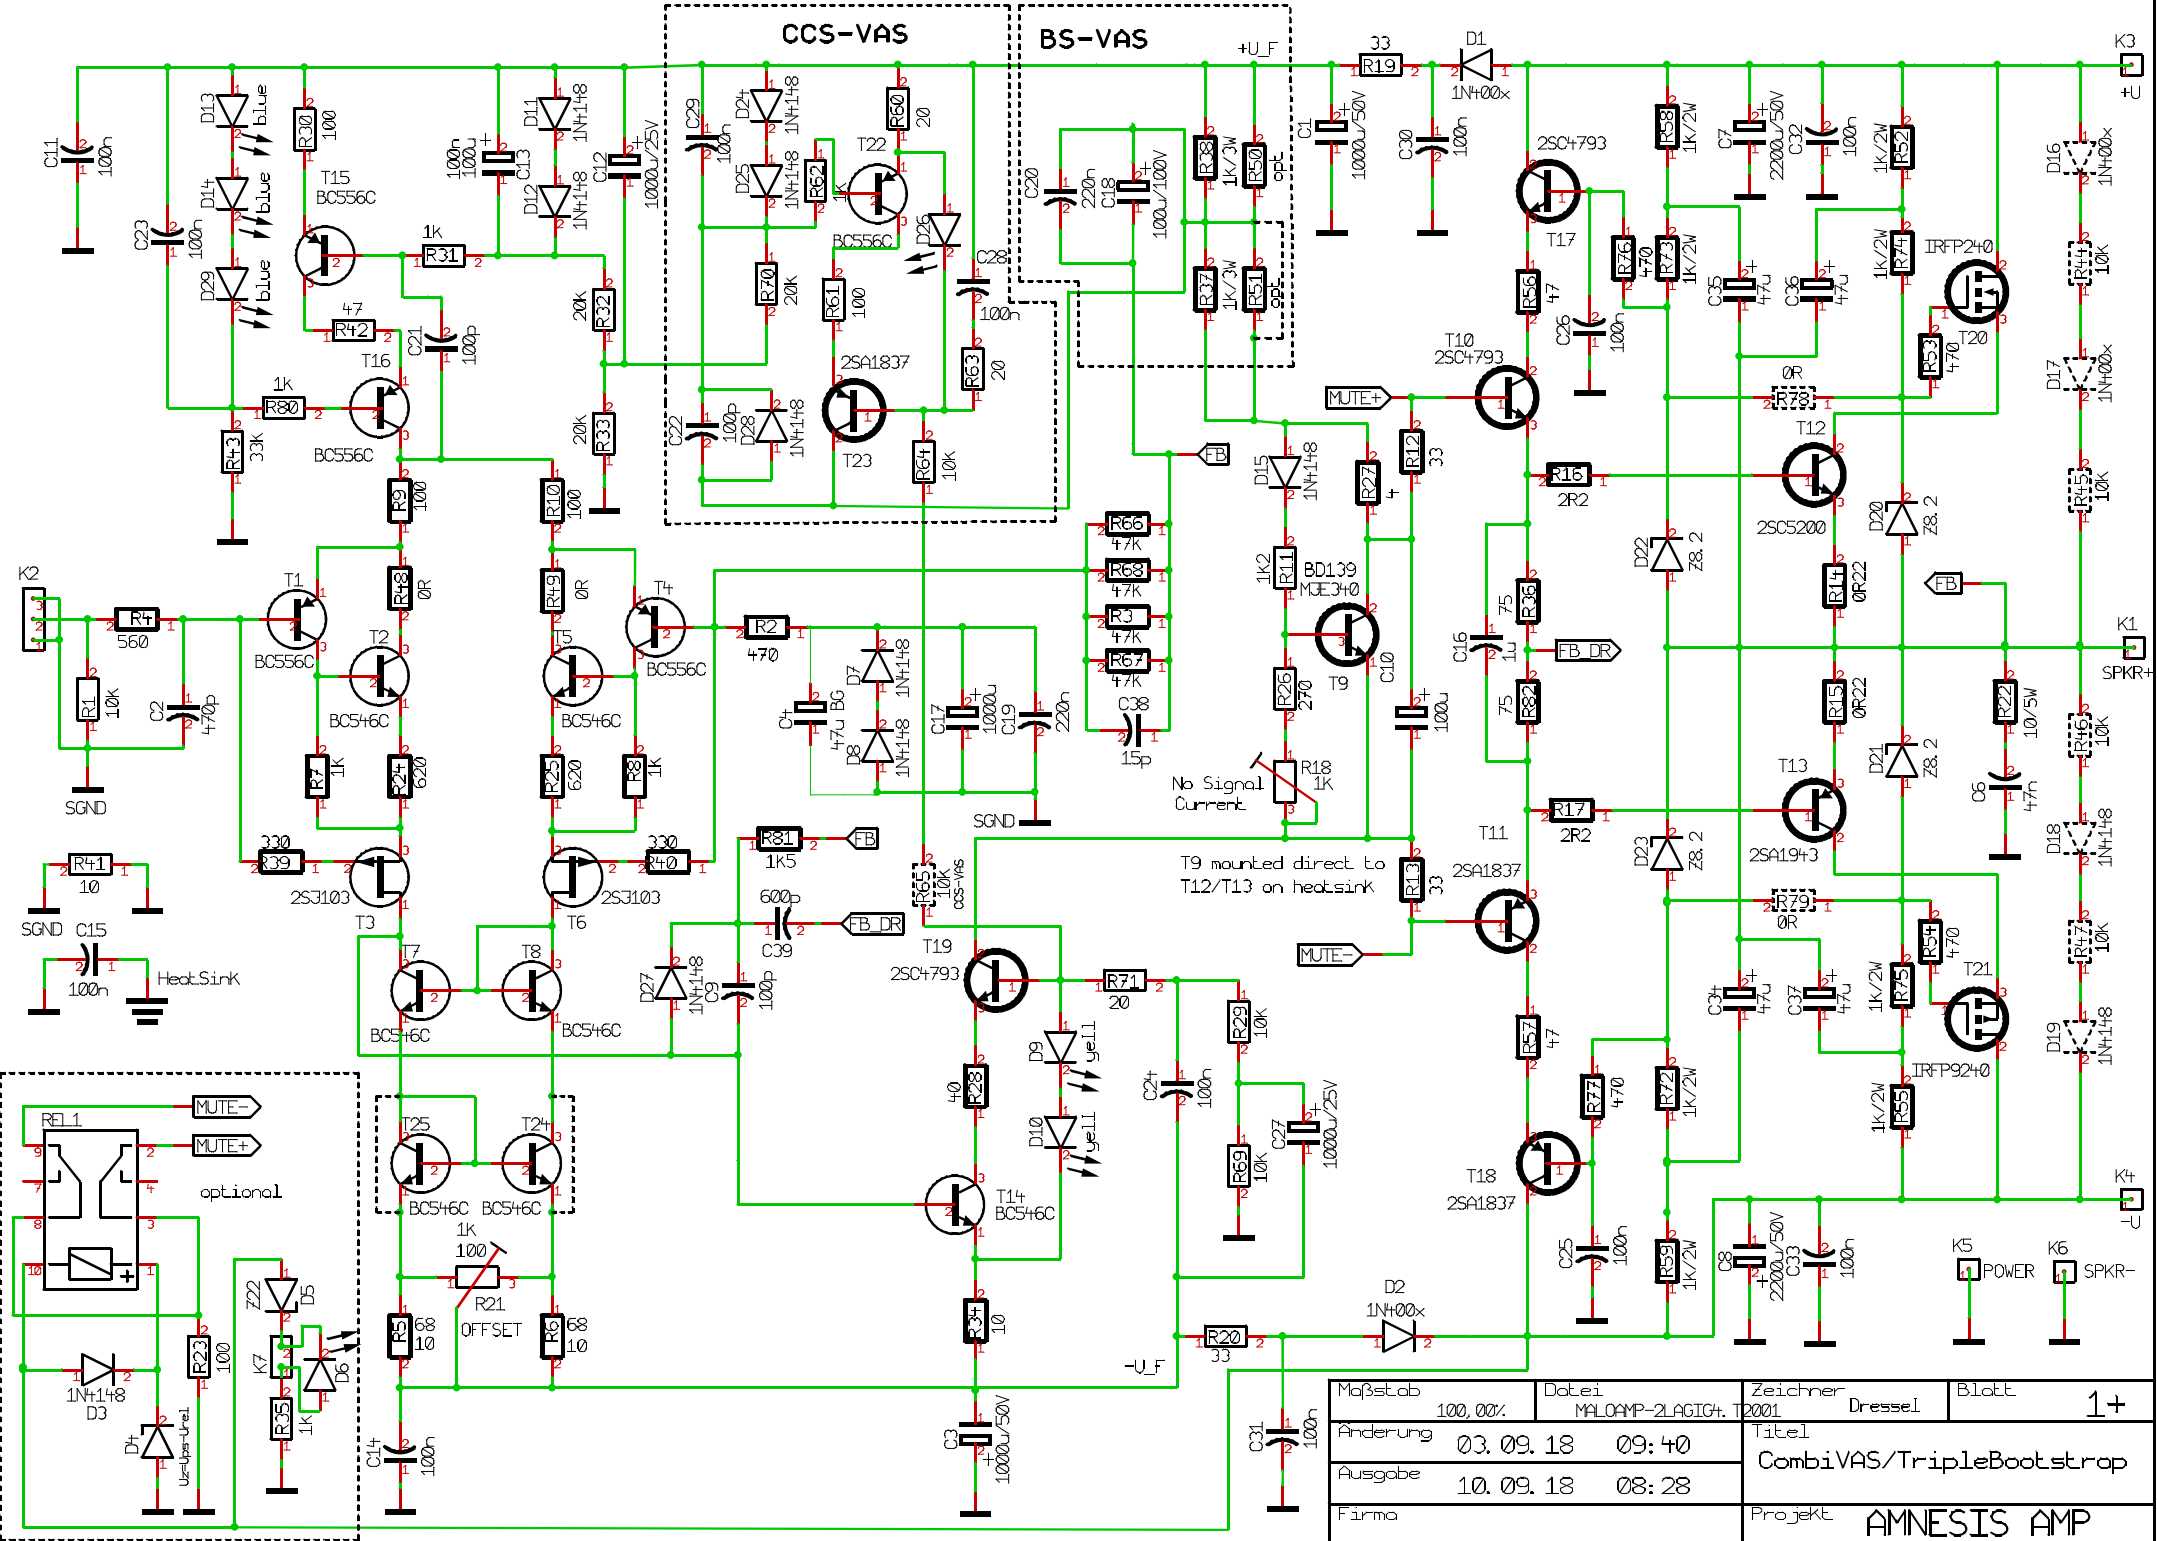 CCS-VAS
BS-VAS
+U_F
33
R19
D1
1N400x
K3
+U
C11
100n
C23
100n
D13
blue
D14
blue
D29
blue
R30
100
T15
BC556C
100n
100u
C13
D11
1N4148
D12
1N4148
C12
1000u/25V
1K
R31
47
R42
T16
BC556C
C21
100p
1K
R80
R43
33K
20K
R32
20K
R33
C29
100n
D24
1N4148
D25
1N4148
R62
1K
R60
20
T22
BC556C
D26
C28
100n
R70
20K
R61
100
R63
20
2SA1837
T23
C22
100p
D28
1N4148
R64
10K
C20
220n
C18
100u/100V
R38
1K/3W
R50
opt
R37
1K/3W
R51
opt
FB
C1
1000u/50V
C30
100n
2SC4793
T17
R56
47
R76
470
C26
100n
T10
2SC4793
MUTE+
R12
33
R58
1K/2W
R73
1K/2W
C7
2200u/50V
C32
100n
R52
1K/2W
R74
1K/2W
C35
47u
C36
47u
IRFP240
T20
R53
470
D16
1N400x
R44
10K
D17
1N400x
R45
10K
0R
R78
T12
2SC5200
R16
2R2
D22
Z8.2
D20
Z8.2
R14
0R22
FB
K1
SPKR+
K2
R4
560
R1
10K
C2
470p
SGND
T1
BC556C
R9
100
R48
0R
T2
BC546C
R7
1K
R24
620
R10
100
R49
0R
T5
BC546C
T4
BC556C
R25
620
R8
1K
R2
470
C4
47u BG
D7
1N4148
D8
1N4148
C17
1000u
C19
220n
SGND
R66
47K
R68
47K
R3
47K
R67
47K
C38
15p
D15
1N4148
R27
+
1K2
R11
BD139
MJE340
T9
R26
270
C10
100u
No Signal
Current
R18
1K
C16
1u
75
R36
FB_DR
75
R82
R15
0R22
R22
10/5W
C6
47n
R46
10K
D18
1N4148
R47
10K
D19
1N4148
R17
2R2
T13
2SA1943
D23
Z8.2
D21
Z8.2
0R
R79
R54
470
T21
IRFP9240
1K/2W
R75
1K/2W
R55
C34
47u
C37
47u
330
R39
2SJ103
T3
330
R40
2SJ103
T6
R41
10
SGND
C15
100n
HeatSink
R81
1K5
FB
600p
C39
FB_DR
R65
10K
ccs-VAS
T9 mounted direct to
T12/T13 on heatsink
R13
33
T11
2SA1837
MUTE-
T7
BC546C
T8
BC546C
D27
1N4148
C9
100p
T19
2SC4793
R71
20
40
R28
D9
yell
D10
yell
C24
100n
R29
10K
R69
10K
C27
1000u/25V
R57
47
R77
470
R72
1K/2W
T18
2SA1837
C25
100n
R59
1K/2W
C8
2200u/50V
C33
100n
K4
-U
K5
POWER
K6
SPKR-
T14
BC546C
T25
BC546C
T24
BC546C
1K
100
R21
OFFSET
R5
68
10
R6
68
10
R34
10
-U_F
R20
33
D2
1N400x
C14
100n
C3
1000u/50V
C31
100n
MUTE-
REL1
MUTE+
optional
Z22
D5
K7
D6
R35
1K
R23
100
1N4148
D3
D4
Uz=Ups-Urel
Maßstab
100,00%
Datei
MALOAMP-2LAGIG4.T2001
Zeichner
Dressel
Blatt
1+
Änderung
03.09.18 09:40
Titel
CombiVAS/TripleBootstrap
Ausgabe
10.09.18 08:28
Firma
Projekt
AMNESIS AMP